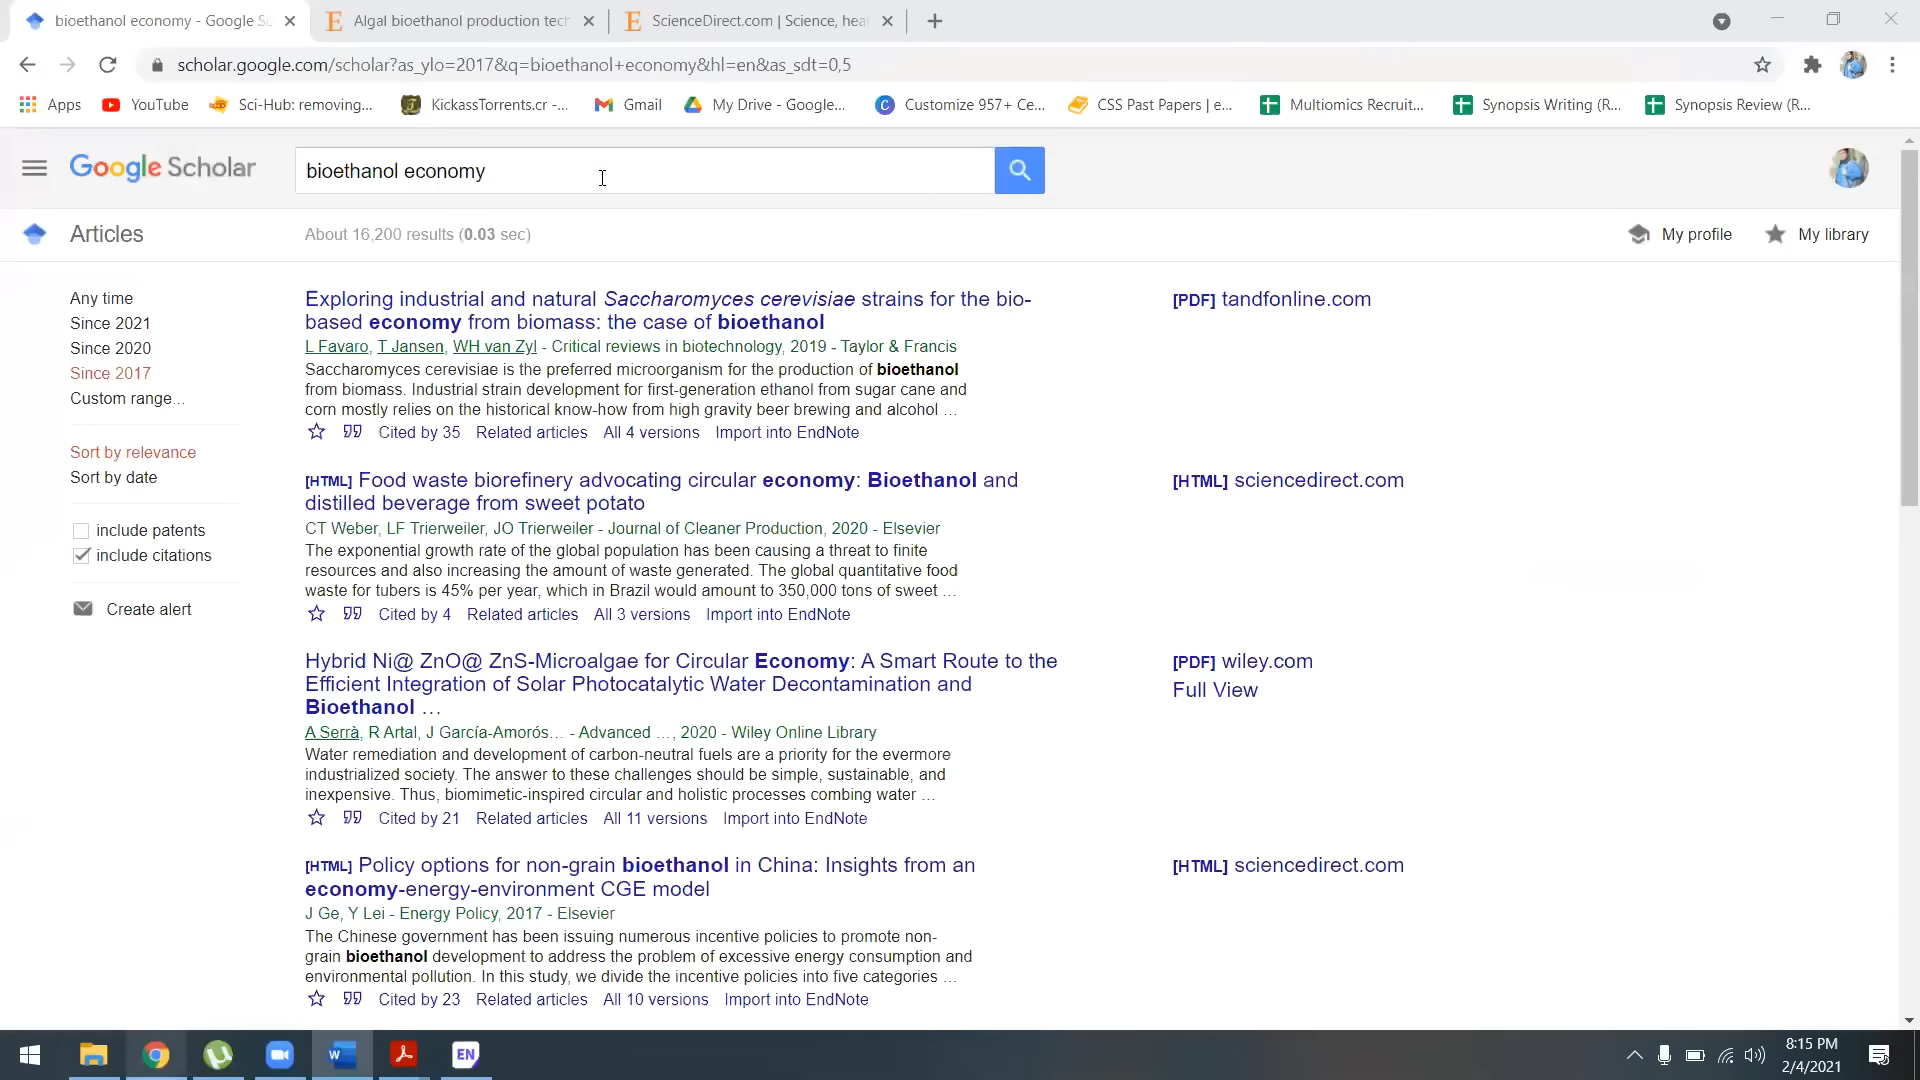 bioethanol economy - Google Sc
Algal bioethanol production tech
ScienceDirect.com | Science, heal
scholar.google.com/scholar?as_ylo=2017&q=bioethanol+economy&hl=en&as_sdt=0,5
Apps
YouTube
Sci-Hub: removing...
KickassTorrents.cr -...
Gmail
My Drive - Google...
Customize 957+ Ce...
CSS Past Papers | e...
Multiomics Recruit...
Synopsis Writing (R...
Synopsis Review (R...
Google Scholar
bioethanol economy
Articles
About 16,200 results (0.03 sec)
My profile
My library
Any time
Since 2021
Since 2020
Since 2017
Custom range...
Sort by relevance
Sort by date
include patents
include citations
Create alert
Exploring industrial and natural Saccharomyces cerevisiae strains for the bio-
based economy from biomass: the case of bioethanol
L Favaro, T Jansen, WH van Zyl - Critical reviews in biotechnology, 2019 - Taylor & Francis
Saccharomyces cerevisiae is the preferred microorganism for the production of bioethanol
from biomass. Industrial strain development for first-generation ethanol from sugar cane and
corn mostly relies on the historical know-how from high gravity beer brewing and alcohol ...
Cited by 35 Related articles All 4 versions Import into EndNote
[PDF] tandfonline.com
[HTML] Food waste biorefinery advocating circular economy: Bioethanol and
distilled beverage from sweet potato
CT Weber, LF Trierweiler, JO Trierweiler - Journal of Cleaner Production, 2020 - Elsevier
The exponential growth rate of the global population has been causing a threat to finite
resources and also increasing the amount of waste generated. The global quantitative food
waste for tubers is 45% per year, which in Brazil would amount to 350,000 tons of sweet ...
Cited by 4 Related articles All 3 versions Import into EndNote
[HTML] sciencedirect.com
Hybrid Ni@ ZnO@ ZnS-Microalgae for Circular Economy: A Smart Route to the
Efficient Integration of Solar Photocatalytic Water Decontamination and
Bioethanol ...
A Serrà, R Artal, J García-Amorós... - Advanced ..., 2020 - Wiley Online Library
Water remediation and development of carbon-neutral fuels are a priority for the evermore
industrialized society. The answer to these challenges should be simple, sustainable, and
inexpensive. Thus, biomimetic-inspired circular and holistic processes combing water ...
Cited by 21 Related articles All 11 versions Import into EndNote
[PDF] wiley.com
Full View
[HTML] Policy options for non-grain bioethanol in China: Insights from an
economy-energy-environment CGE model
J Ge, Y Lei - Energy Policy, 2017 - Elsevier
The Chinese government has been issuing numerous incentive policies to promote non-
grain bioethanol development to address the problem of excessive energy consumption and
environmental pollution. In this study, we divide the incentive policies into five categories ...
Cited by 23 Related articles All 10 versions Import into EndNote
[HTML] sciencedirect.com
EN
8:15 PM
2/4/2021